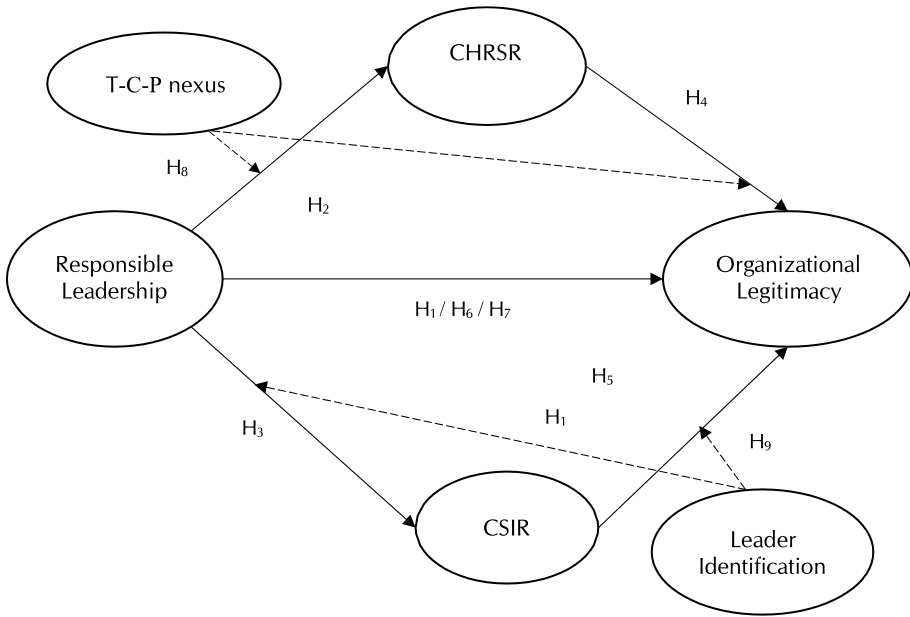 CHRSR
T-C-P nexus
H₄
H₈
H₂
Responsible
Leadership
Organizational
Legitimacy
H₁ / H₆ / H₇
H₅
H₁
H₃
H₉
CSIR
Leader
Identification